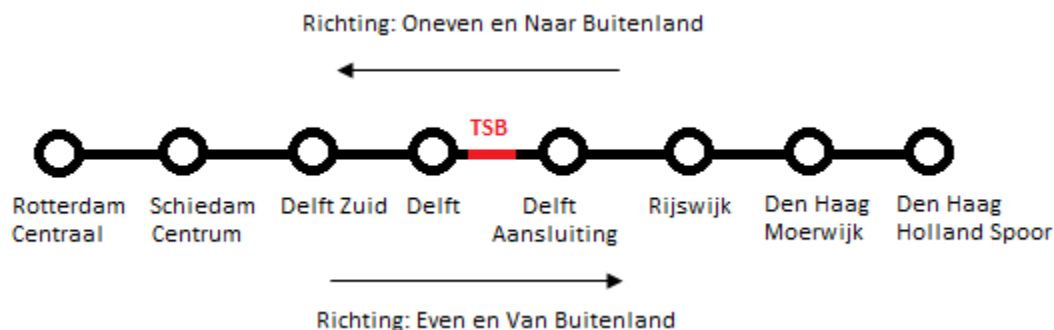 Richting: Oneven en Naar Buitenland
TSB
Rotterdam
Centraal
Schiedam
Centrum
Delft Zuid
Delft
Delft
Aansluiting
Rijswijk
Den Haag
Moerwijk
Den Haag
Holland Spoor
Richting: Even en Van Buitenland